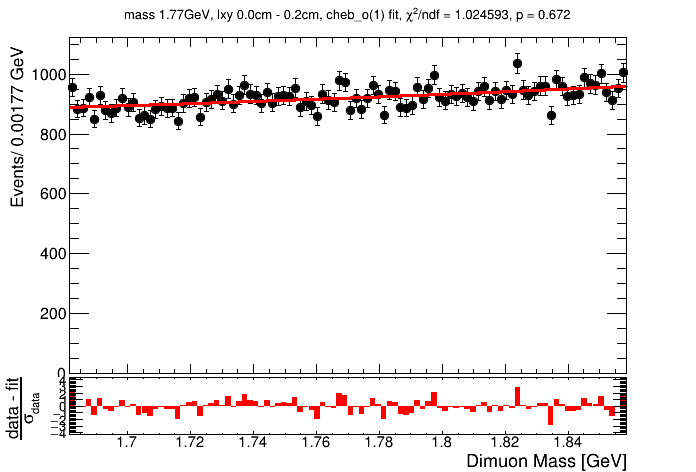 mass 1.77GeV, lxy 0.0cm - 0.2cm, cheb_o(1) fit, χ²/ndf = 1.024593, p = 0.672
Events/ 0.00177 GeV
1000
800
600
400
200
0
data - fit
σdata
4
2
0
−2
−4
1.7 1.72 1.74 1.76 1.78 1.8 1.82 1.84
Dimuon Mass [GeV]